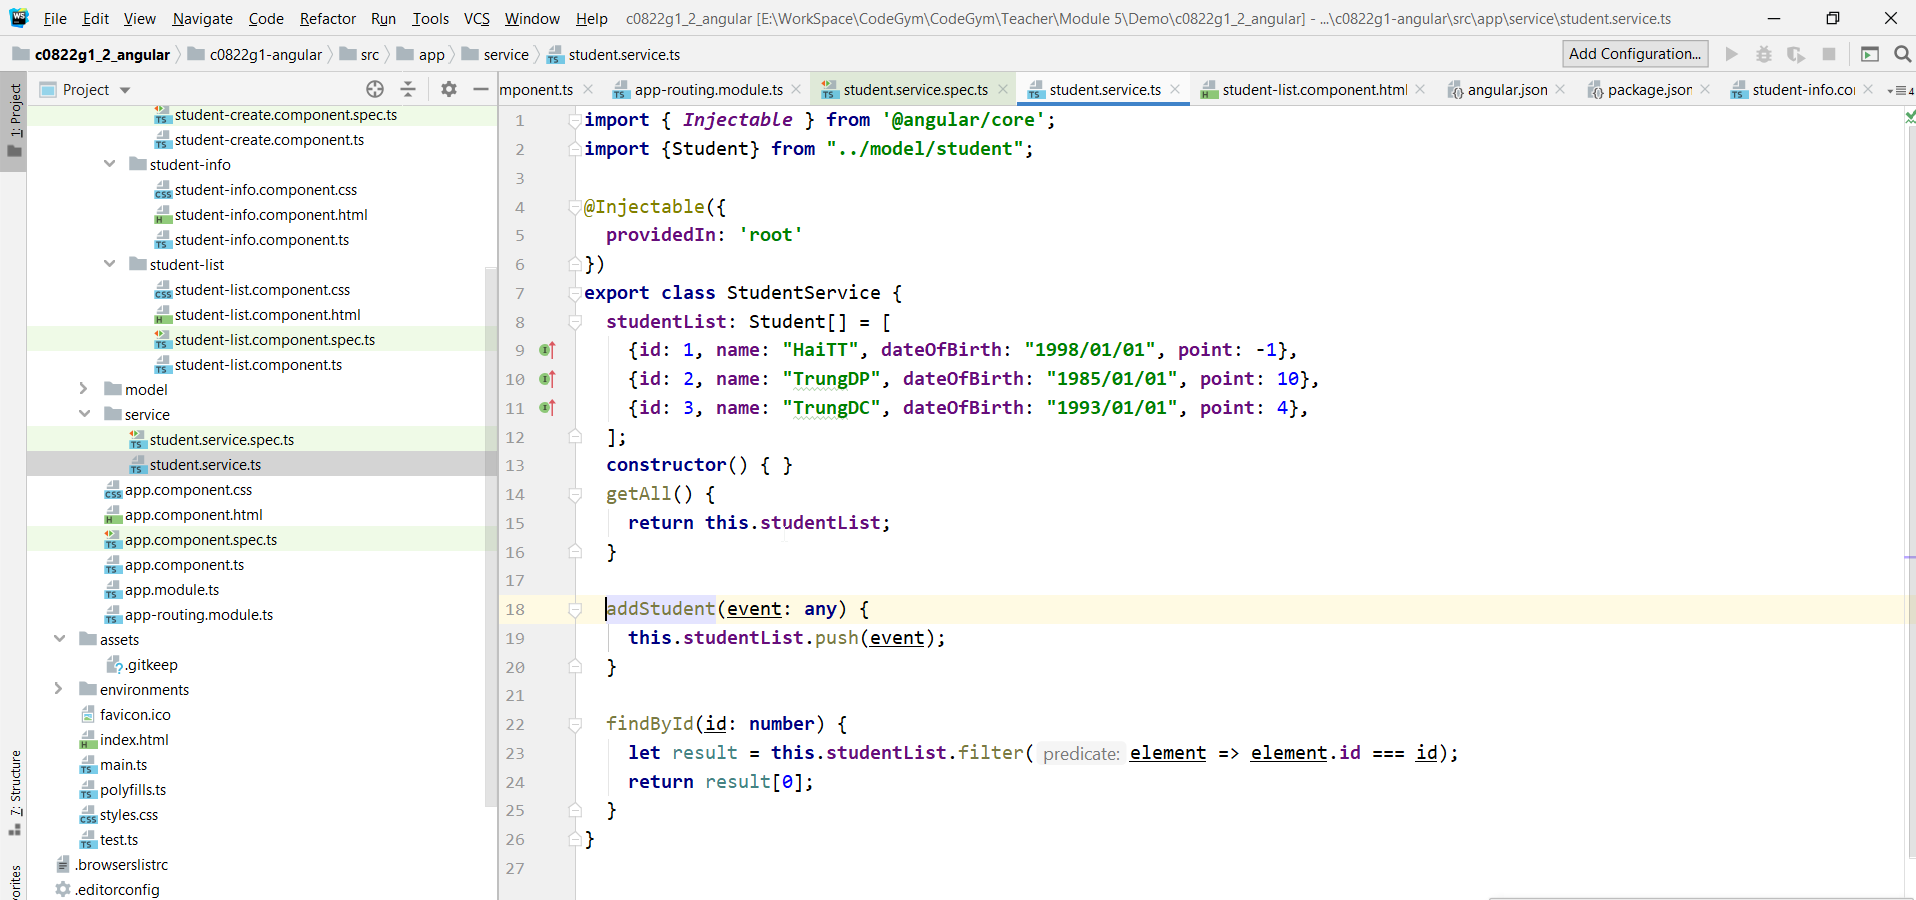 File Edit View Navigate Code Refactor Run Tools VCS Window Help c0822g1_2_angular [E:\WorkSpace\CodeGym\CodeGym\Teacher\Module 5\Demo\c0822g1_2_angular] - ...\c0822g1-angular\src\app\service\student.service.ts
c0822g1_2_angular c0822g1-angular src app service student.service.ts Add Configuration...
Project
mponent.ts app-routing.module.ts student.service.spec.ts student.service.ts student-list.component.html angular.json package.json student-info.co 4
1: Project
7: Structure
vorites
student-create.component.spec.ts
student-create.component.ts
student-info
student-info.component.css
student-info.component.html
student-info.component.ts
student-list
student-list.component.css
student-list.component.html
student-list.component.spec.ts
student-list.component.ts
model
service
student.service.spec.ts
student.service.ts
app.component.css
app.component.html
app.component.spec.ts
app.component.ts
app.module.ts
app-routing.module.ts
assets
.gitkeep
environments
favicon.ico
index.html
main.ts
polyfills.ts
styles.css
test.ts
.browserslistrc
.editorconfig
1 import { Injectable } from '@angular/core';
2 import {Student} from "../model/student";
3
4 @Injectable({
5 providedIn: 'root'
6 })
7 export class StudentService {
8 studentList: Student[] = [
9 {id: 1, name: "HaiTT", dateOfBirth: "1998/01/01", point: -1},
10 {id: 2, name: "TrungDP", dateOfBirth: "1985/01/01", point: 10},
11 {id: 3, name: "TrungDC", dateOfBirth: "1993/01/01", point: 4},
12 ];
13 constructor() { }
14 getAll() {
15 return this.studentList;
16 }
17
18 addStudent(event: any) {
19 this.studentList.push(event);
20 }
21
22 findById(id: number) {
23 let result = this.studentList.filter( predicate: element => element.id === id);
24 return result[0];
25 }
26 }
27